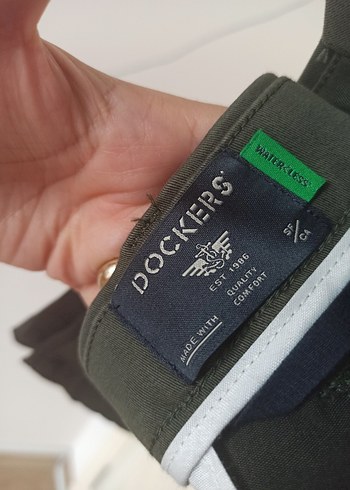 WATER<LESS
DOCKERS
EST 1986
SF/CA
MADE WITH
QUALITY
COMFORT